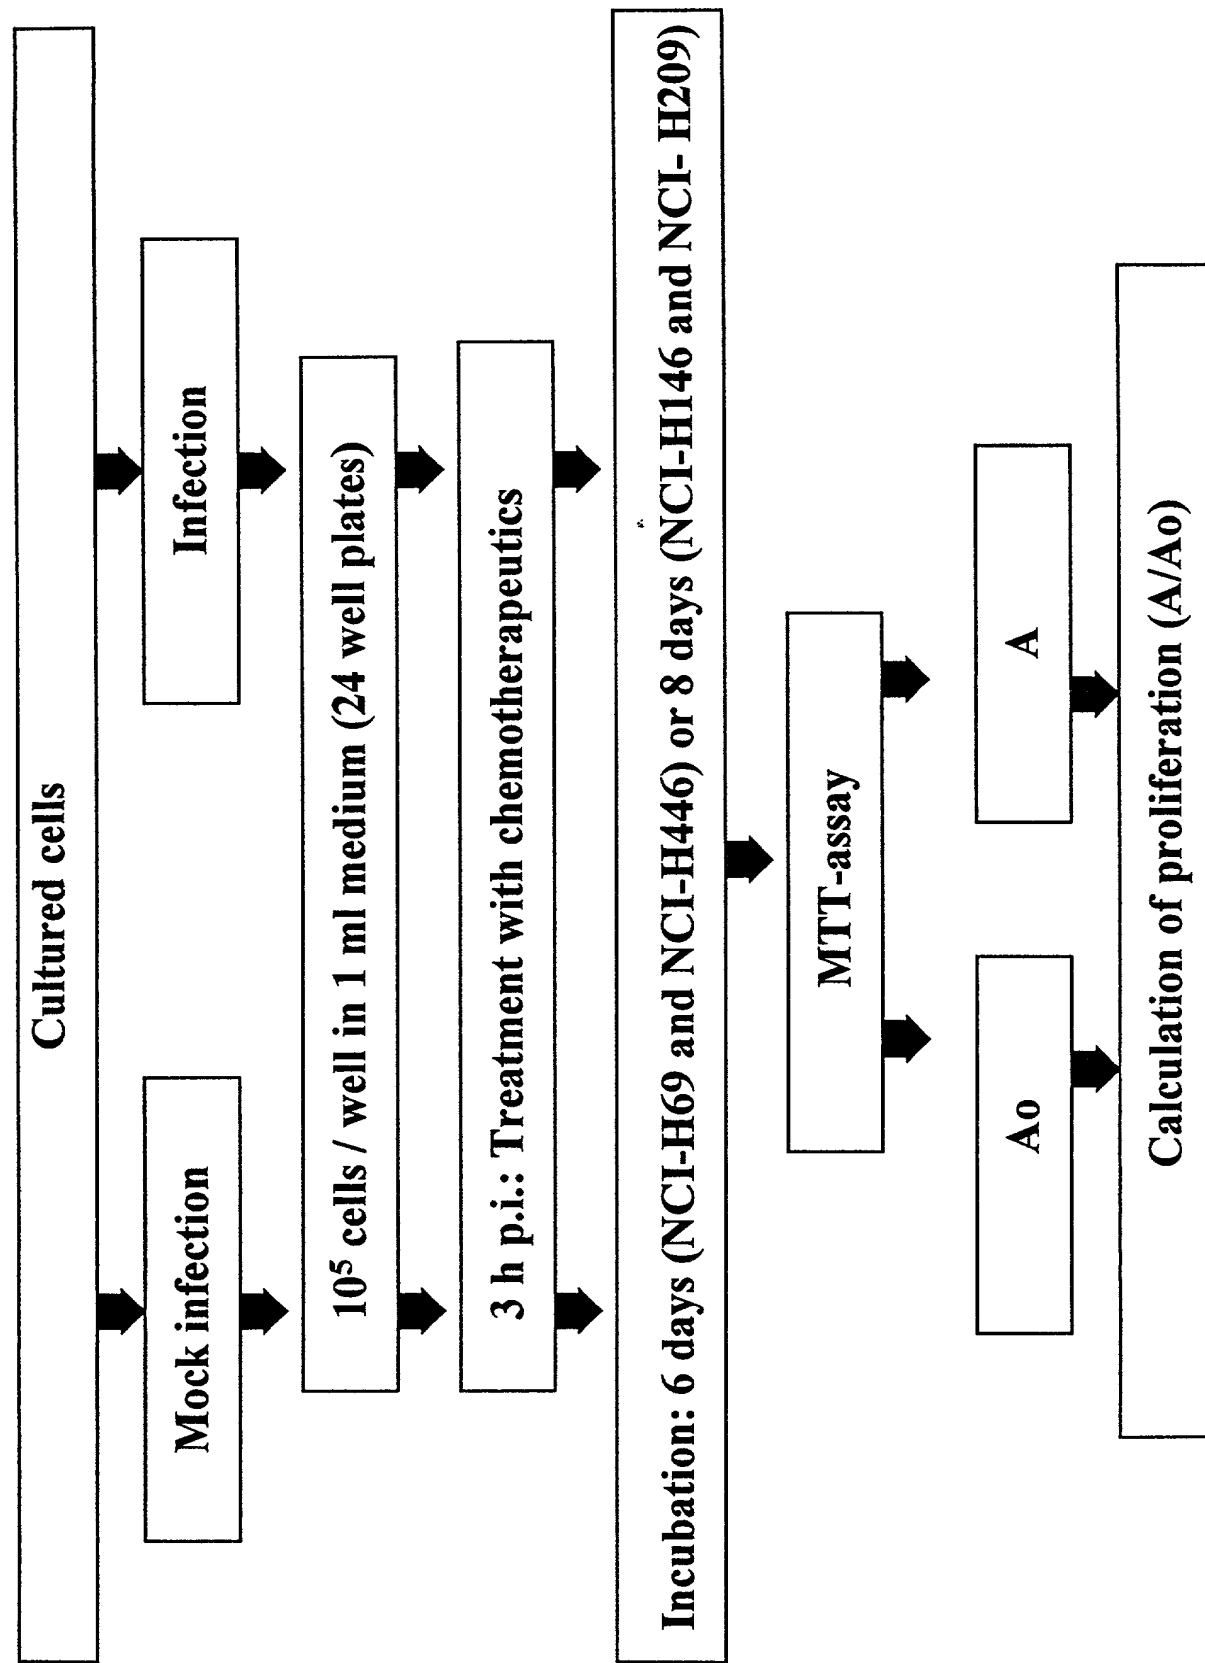 Cultured cells
Mock infection
Infection
10⁵ cells / well in 1 ml medium (24 well plates)
3 h p.i.: Treatment with chemotherapeutics
Incubation: 6 days (NCI-H69 and NCI-H446) or 8 days (NCI-H146 and NCI- H209)
MTT-assay
Ao
A
Calculation of proliferation (A/Ao)